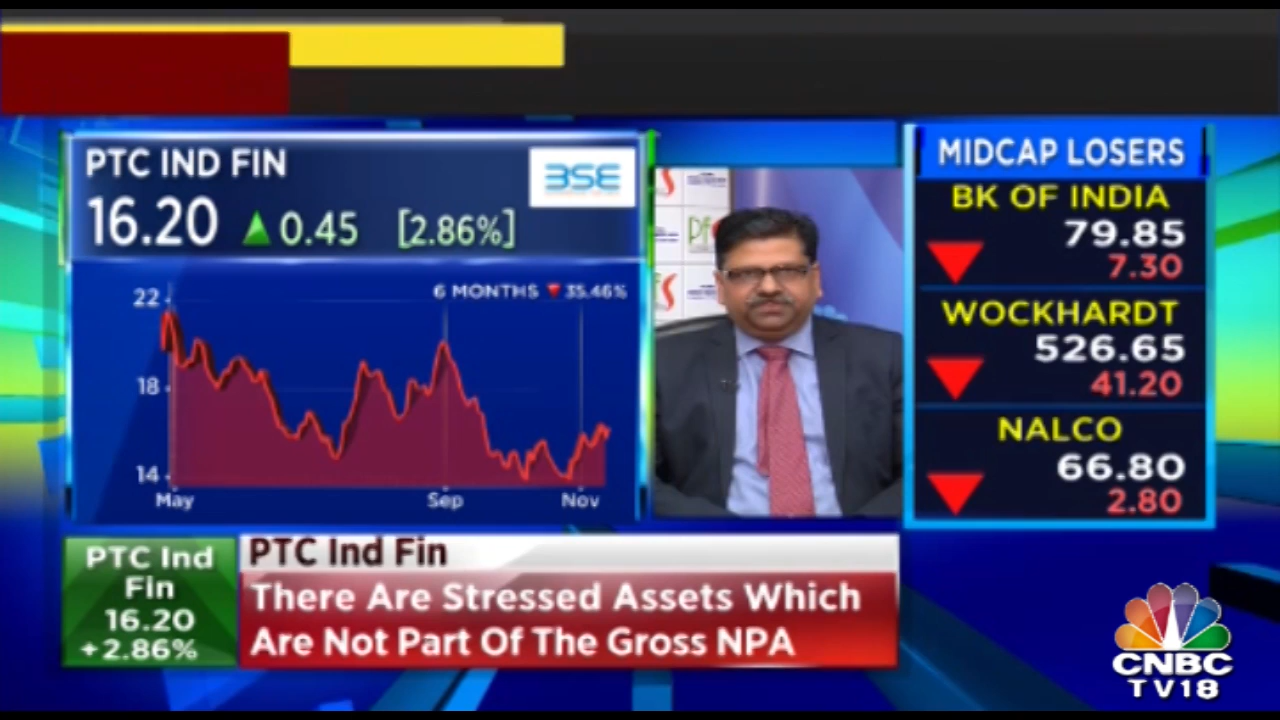 PTC IND FIN
BSE
16.20 ▲ 0.45 [2.86%]
6 MONTHS ▼ 35.46%
22
18
14
May Sep Nov
MIDCAP LOSERS
BK OF INDIA
79.85
7.30
WOCKHARDT
526.65
41.20
NALCO
66.80
2.80
PTC Ind
Fin
16.20
+2.86%
PTC Ind Fin
There Are Stressed Assets Which
Are Not Part Of The Gross NPA
CNBC
TV18